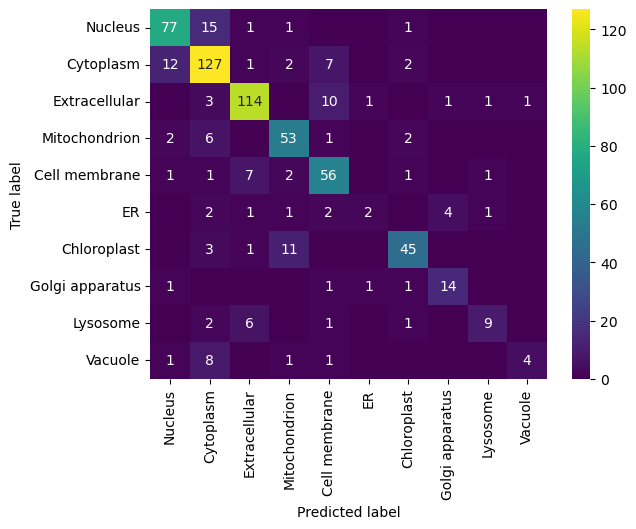 Nucleus 77 15 1 1 1
Cytoplasm 12 127 1 2 7 2
Extracellular 3 114 10 1 1 1 1
Mitochondrion 2 6 53 1 2
Cell membrane 1 1 7 2 56 1 1
ER 2 1 1 2 2 4 1
Chloroplast 3 1 11 45
Golgi apparatus 1 1 1 1 14
Lysosome 2 6 1 1 9
Vacuole 1 8 1 1 4
True label
Nucleus
Cytoplasm
Extracellular
Mitochondrion
Cell membrane
ER
Chloroplast
Golgi apparatus
Lysosome
Vacuole
Predicted label
120
100
80
60
40
20
0